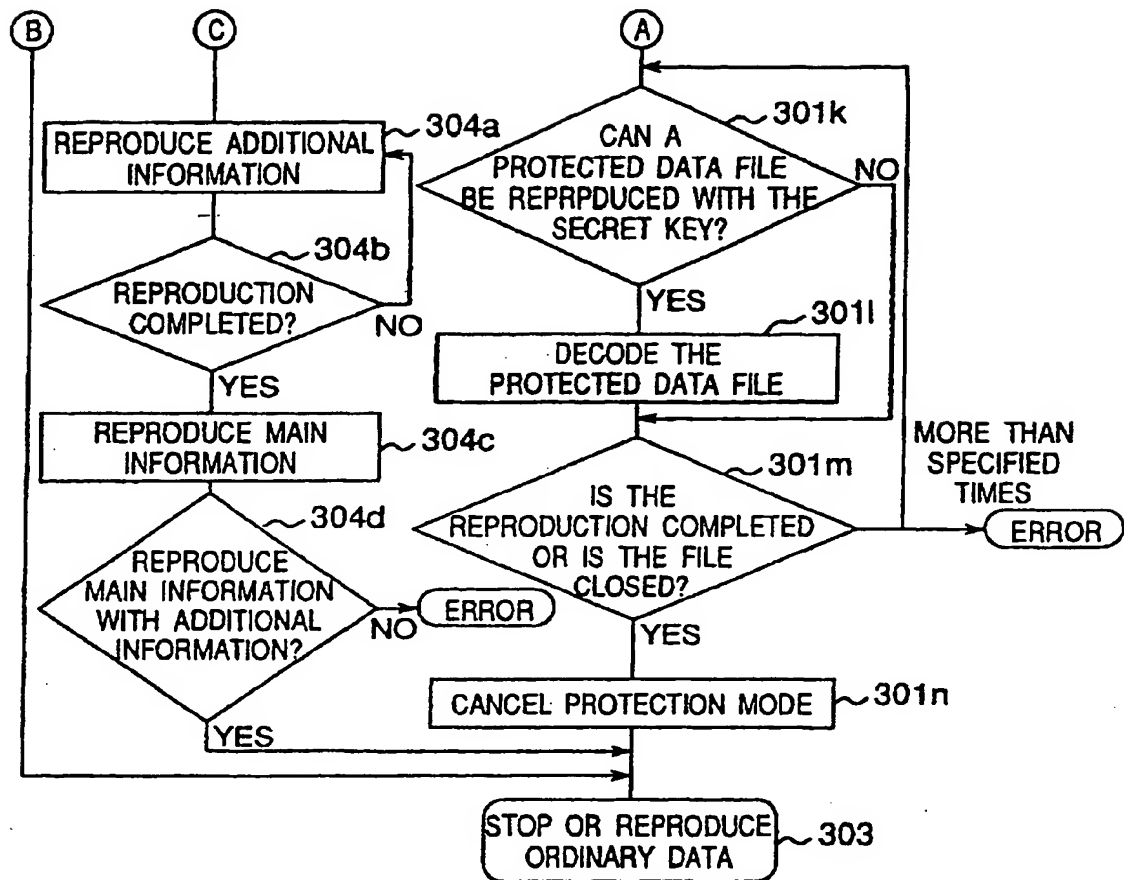 B
C
A
REPRODUCE ADDITIONAL
INFORMATION
304a
304b
REPRODUCTION
COMPLETED?
NO
YES
REPRODUCE MAIN
INFORMATION
304c
304d
REPRODUCE
MAIN INFORMATION
WITH ADDITIONAL
INFORMATION?
NO
ERROR
YES
301k
CAN A
PROTECTED DATA FILE
BE REPRPDUCED WITH THE
SECRET KEY?
NO
YES
301l
DECODE THE
PROTECTED DATA FILE
301m
IS THE
REPRODUCTION COMPLETED
OR IS THE FILE
CLOSED?
MORE THAN
SPECIFIED
TIMES
ERROR
YES
CANCEL PROTECTION MODE
301n
STOP OR REPRODUCE
ORDINARY DATA
303